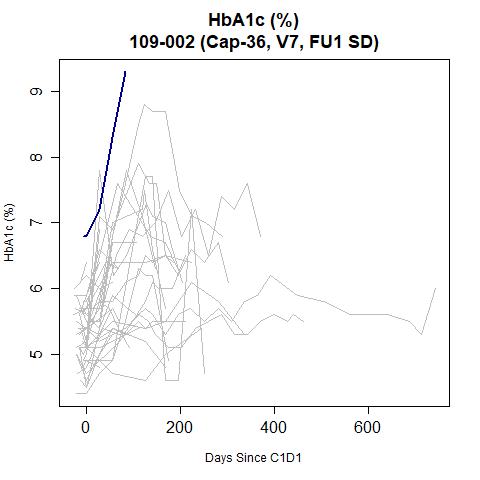 HbA1c (%)
109-002 (Cap-36, V7, FU1 SD)
HbA1c (%)
9
8
7
6
5
0
200
400
600
Days Since C1D1